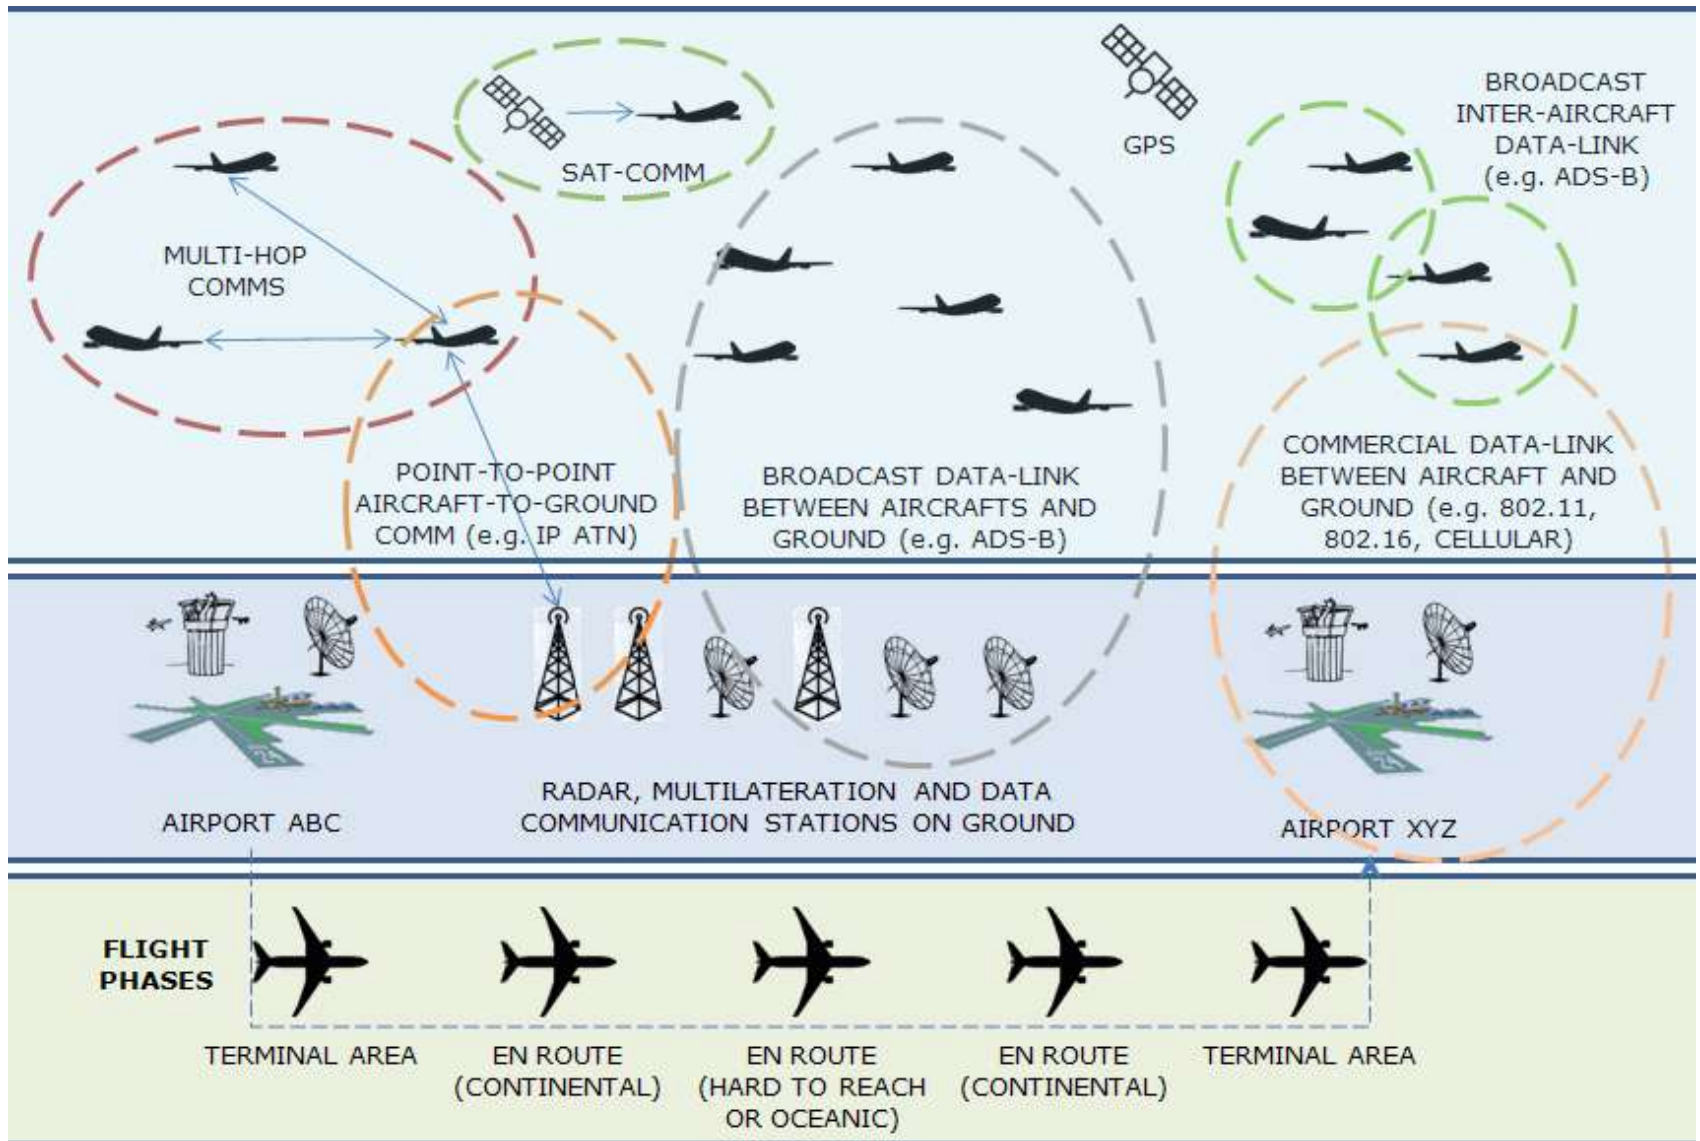 SAT-COMM
GPS
BROADCAST
INTER-AIRCRAFT
DATA-LINK
(e.g. ADS-B)
MULTI-HOP
COMMS
POINT-TO-POINT
AIRCRAFT-TO-GROUND
COMM (e.g. IP ATN)
BROADCAST DATA-LINK
BETWEEN AIRCRAFTS AND
GROUND (e.g. ADS-B)
COMMERCIAL DATA-LINK
BETWEEN AIRCRAFT AND
GROUND (e.g. 802.11,
802.16, CELLULAR)
AIRPORT ABC
RADAR, MULTILATERATION AND DATA
COMMUNICATION STATIONS ON GROUND
AIRPORT XYZ
FLIGHT
PHASES
TERMINAL AREA
EN ROUTE
(CONTINENTAL)
EN ROUTE
(HARD TO REACH
OR OCEANIC)
EN ROUTE
(CONTINENTAL)
TERMINAL AREA